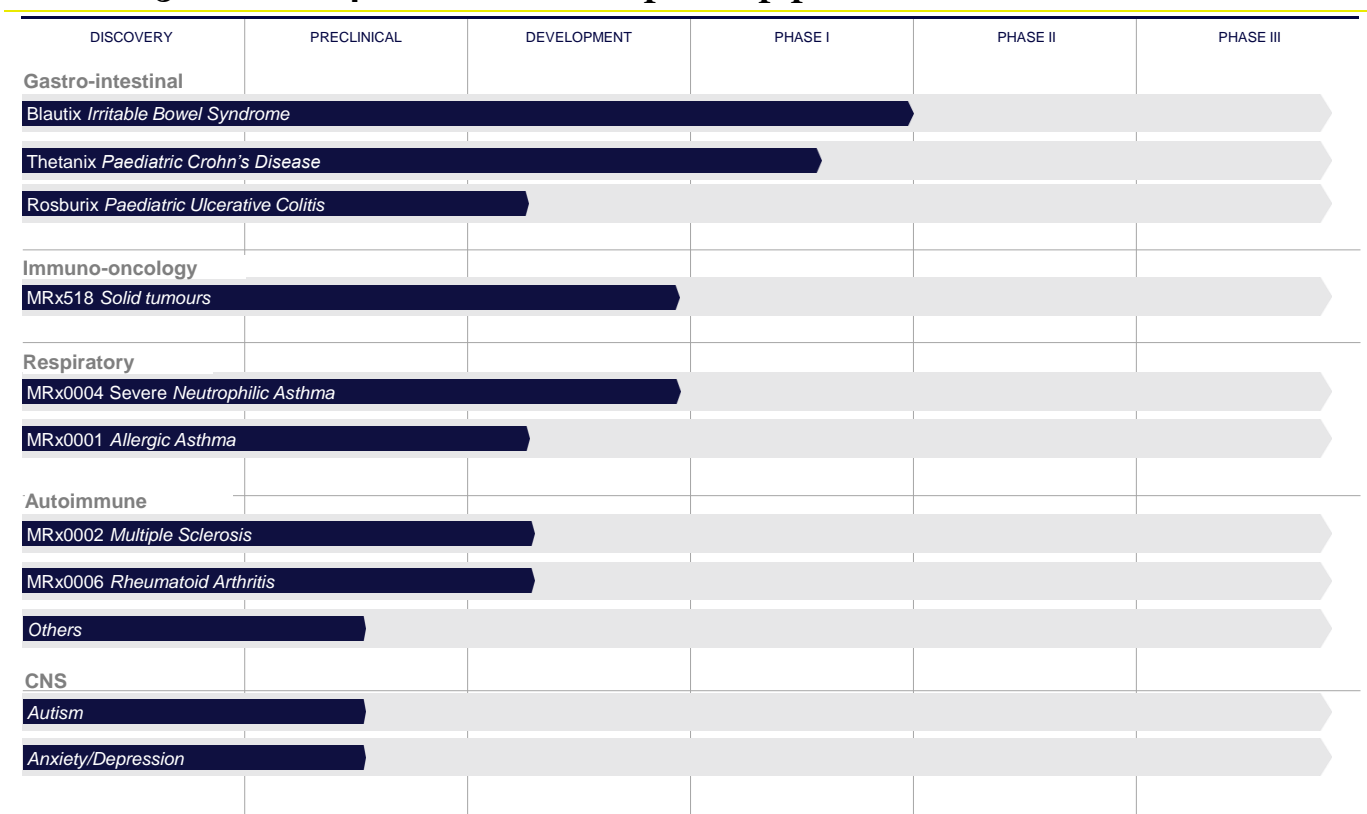 DISCOVERY PRECLINICAL DEVELOPMENT PHASE I PHASE II PHASE III
Gastro-intestinal
Blautix Irritable Bowel Syndrome
Thetanix Paediatric Crohn's Disease
Rosburix Paediatric Ulcerative Colitis
Immuno-oncology
MRx518 Solid tumours
Respiratory
MRx0004 Severe Neutrophilic Asthma
MRx0001 Allergic Asthma
Autoimmune
MRx0002 Multiple Sclerosis
MRx0006 Rheumatoid Arthritis
Others
CNS
Autism
Anxiety/Depression